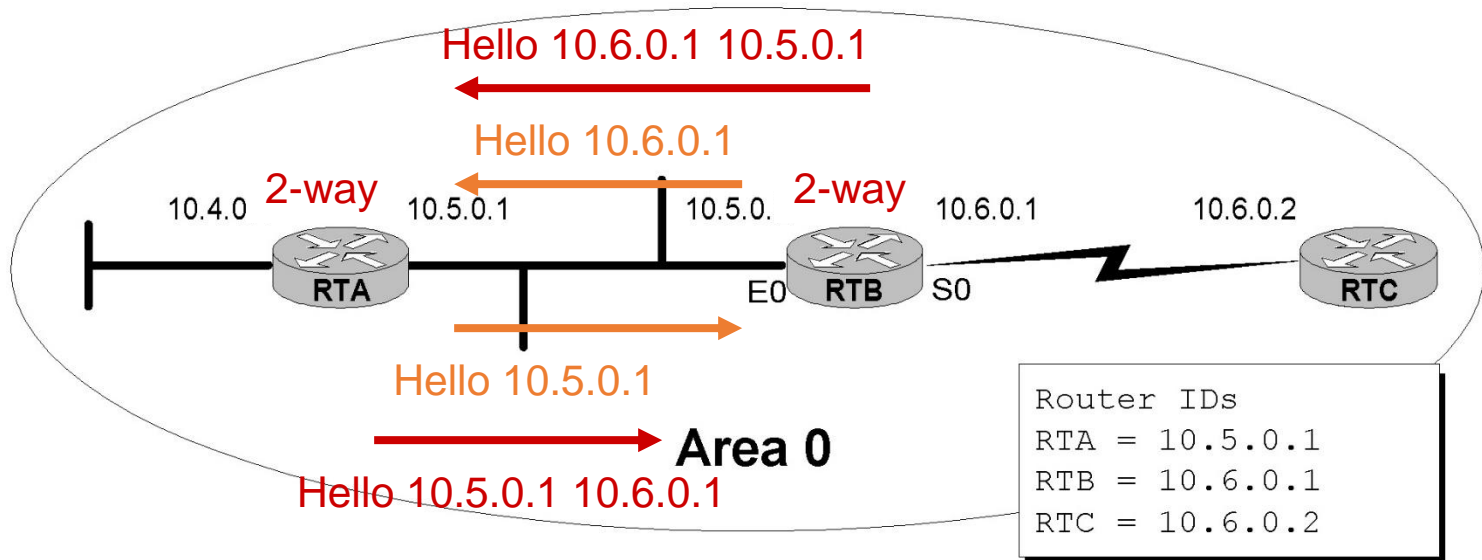 Hello 10.6.0.1 10.5.0.1
Hello 10.6.0.1
2-way
2-way
10.4.0
10.5.0.1
10.5.0.
10.6.0.1
10.6.0.2
RTA
E0
RTB
S0
RTC
Hello 10.5.0.1
Area 0
Hello 10.5.0.1 10.6.0.1
Router IDs
RTA = 10.5.0.1
RTB = 10.6.0.1
RTC = 10.6.0.2